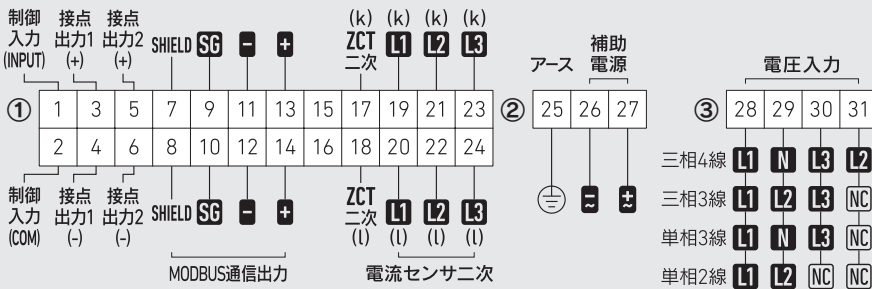 制御 接点 接点 (k) (k) (k) (k)
入力 出力1 出力2 SHIELD SG - + ZCT L1 L2 L3
(INPUT) (+) (+) 二次
① 1 3 5 7 9 11 13 15 17 19 21 23
2 4 6 8 10 12 14 16 18 20 22 24
制御 接点 接点 ZCT
入力 出力1 出力2 SHIELD SG - + 二次 L1 L2 L3
(COM) (-) (-) (l) (l) (l) (l)
MODBUS通信出力 電流センサ二次
補助
アース 電源
② 25 26 27
- ~ ± ~
電圧入力
③ 28 29 30 31
三相4線 L1 N L3 L2
三相3線 L1 L2 L3 NC
単相3線 L1 N L3 NC
単相2線 L1 L2 NC NC